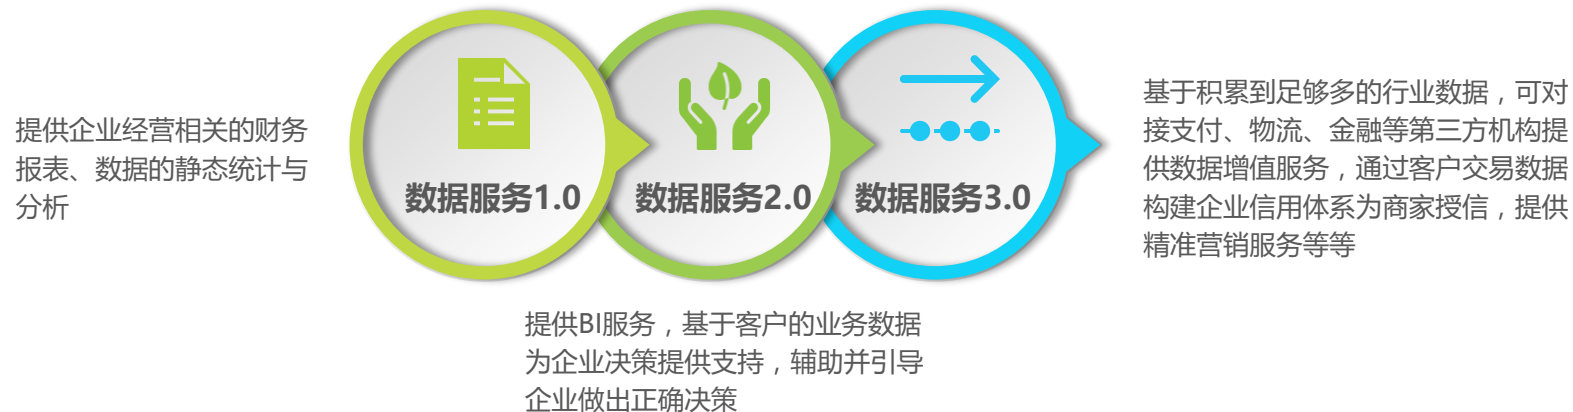 提供企业经营相关的财务
报表、数据的静态统计与
分析
数据服务1.0
数据服务2.0
数据服务3.0
提供BI服务，基于客户的业务数据
为企业决策提供支持，辅助并引导
企业做出正确决策
基于积累到足够多的行业数据，可对
接支付、物流、金融等第三方机构提
供数据增值服务，通过客户交易数据
构建企业信用体系为商家授信，提供
精准营销服务等等